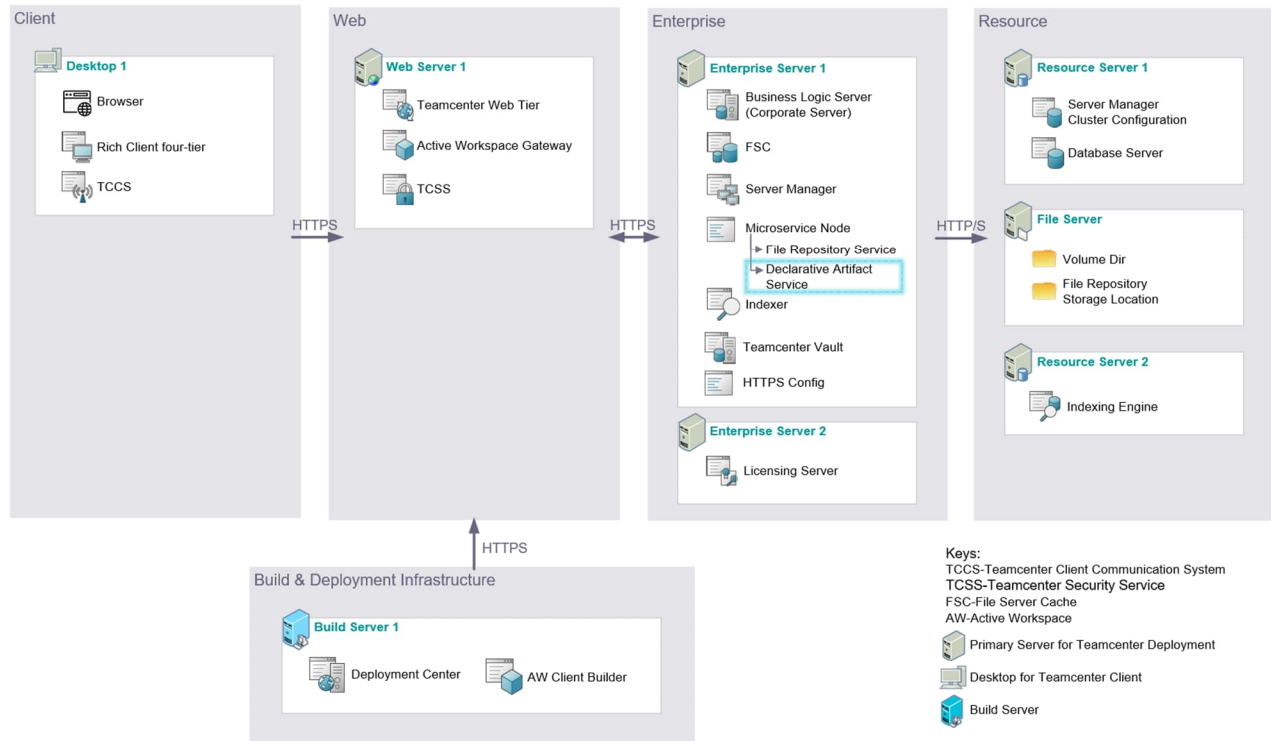 Client
Desktop 1
Browser
Rich Client four-tier
TCCS
HTTPS
Web
Web Server 1
Teamcenter Web Tier
Active Workspace Gateway
TCSS
HTTPS
Enterprise
Enterprise Server 1
Business Logic Server
(Corporate Server)
FSC
Server Manager
Microservice Node
File Repository Service
Declarative Artifact
Service
Indexer
Teamcenter Vault
HTTPS Config
Enterprise Server 2
Licensing Server
HTTP/S
Resource
Resource Server 1
Server Manager
Cluster Configuration
Database Server
File Server
Volume Dir
File Repository
Storage Location
Resource Server 2
Indexing Engine
HTTPS
Build & Deployment Infrastructure
Build Server 1
Deployment Center
AW Client Builder
Keys:
TCCS-Teamcenter Client Communication System
TCSS-Teamcenter Security Service
FSC-File Server Cache
AW-Active Workspace
Primary Server for Teamcenter Deployment
Desktop for Teamcenter Client
Build Server